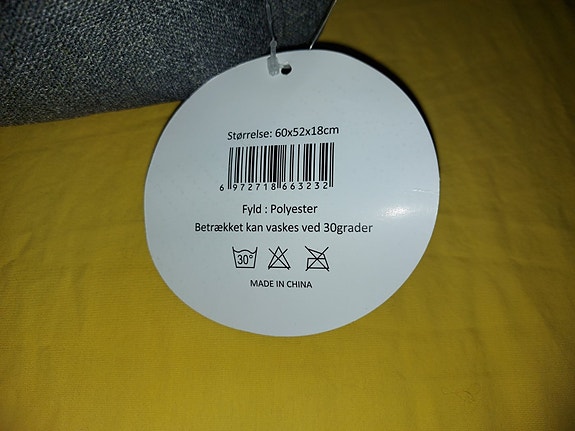 Størrelse: 60x52x18cm
6 972718 663232
Fyld : Polyester
Betrækket kan vaskes ved 30grader
30°
MADE IN CHINA